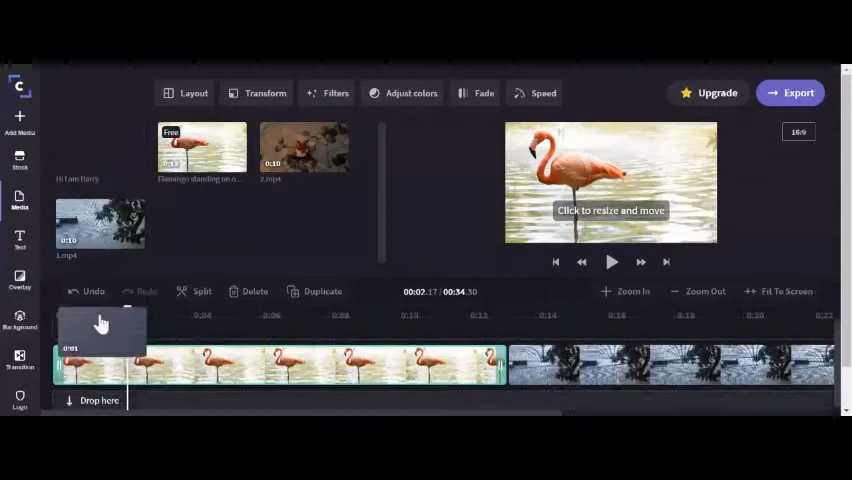 Layout Transform Filters Adjust colors Fade Speed Upgrade → Export
C
Add Media
Stock
Media
Text
Overlay
Background
Transition
Logo
Free
0:13
0:10
Hi I am Barry
Flamingo standing on o...
2.mp4
0:10
1.mp4
16:9
Click to resize and move
Undo Redo Split Delete Duplicate 00:02.17 / 00:34.30 Zoom In Zoom Out Fit To Screen
0:04 0:06 0:08 0:10 0:12 0:14 0:16 0:18 0:20 0:22
0:01
Drop here